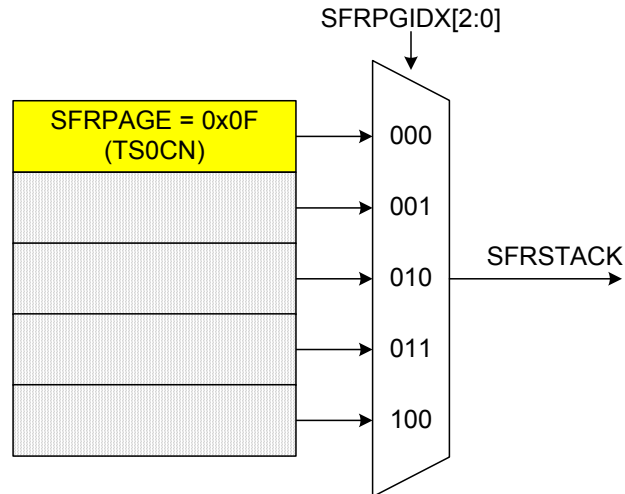 SFRPGIDX[2:0]
SFRPAGE = 0x0F
(TS0CN)
000
001
SFRSTACK
010
011
100